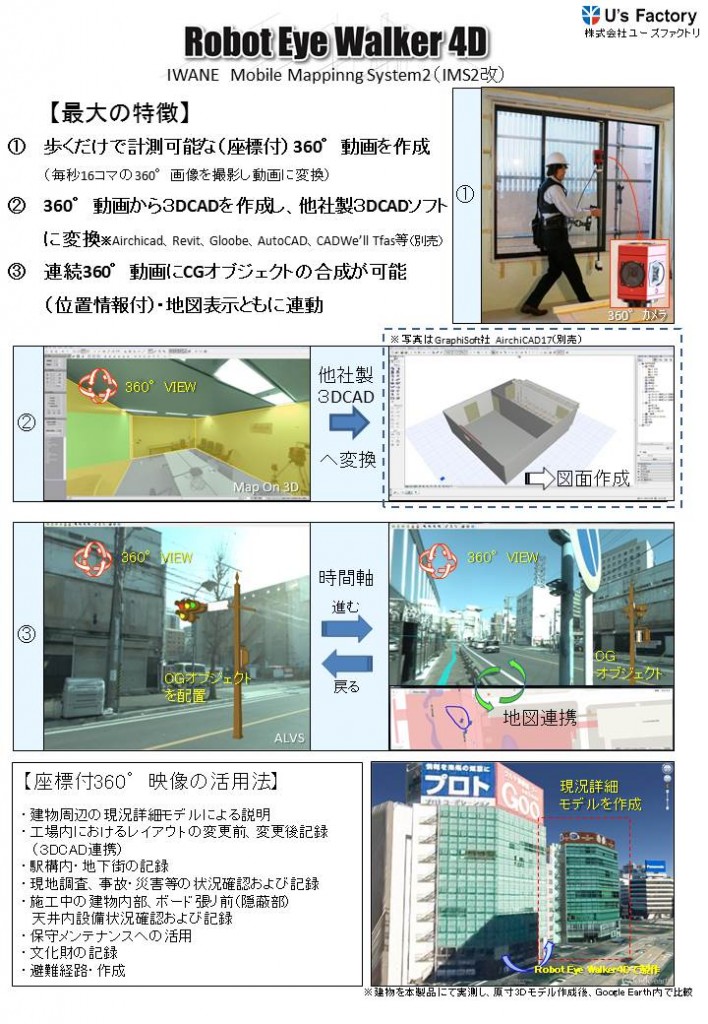 U's Factory
株式会社ユーズファクトリ
Robot Eye Walker 4D
IWANE Mobile Mappinng System2（IMS2改）
【最大の特徴】
① 歩くだけで計測可能な（座標付）360°動画を作成
（毎秒16コマの360°画像を撮影し動画に変換）
② 360°動画から３DCADを作成し、他社製３DCADソフト
に変換※Airchicad、Revit、Gloobe、AutoCAD、CADWe'll Tfas等（別売）
③ 連続360°動画にCGオブジェクトの合成が可能
（位置情報付）・地図表示ともに連動
①
360°カメラ
②
360° VIEW
Map On 3D
他社製
３DCAD
へ変換
※写真はGraphiSoft社 AirchiCAD17（別売）
図面作成
③
360° VIEW
CGオブジェクト
を配置
ALVS
時間軸
進む
戻る
360° VIEW
CG
オブジェクト
地図連携
【座標付360°映像の活用法】
・建物周辺の現況詳細モデルによる説明
・工場内におけるレイアウトの変更前、変更後記録
（３DCAD連携）
・駅構内・地下街の記録
・現地調査、事故・災害等の状況確認および記録
・施工中の建物内部、ボード張り前（隠蔽部）
天井内設備状況確認および記録
・保守メンテナンスへの活用
・文化財の記録
・避難経路・作成
情報を未来の知恵に
プロト
Goo
現況詳細
モデルを作成
Panasonic
Robot Eye Walker4Dで製作
※建物を本製品にて実測し、原寸3Dモデル作成後、Google Earth内で比較